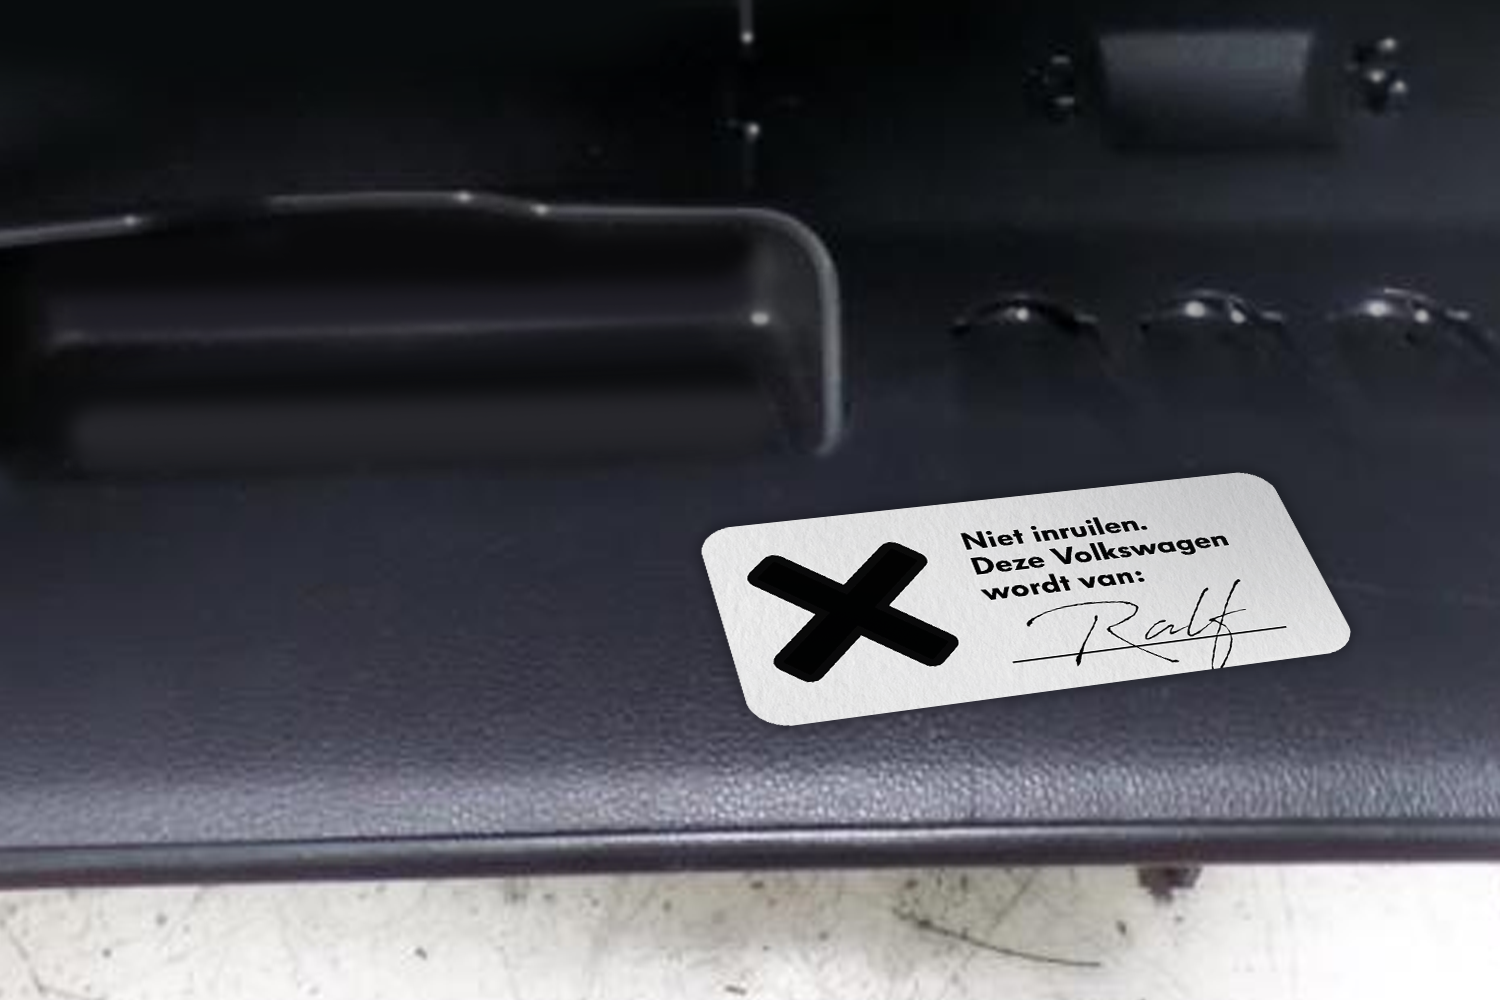 Niet inruilen.
Deze Volkswagen
wordt van:
Ralf